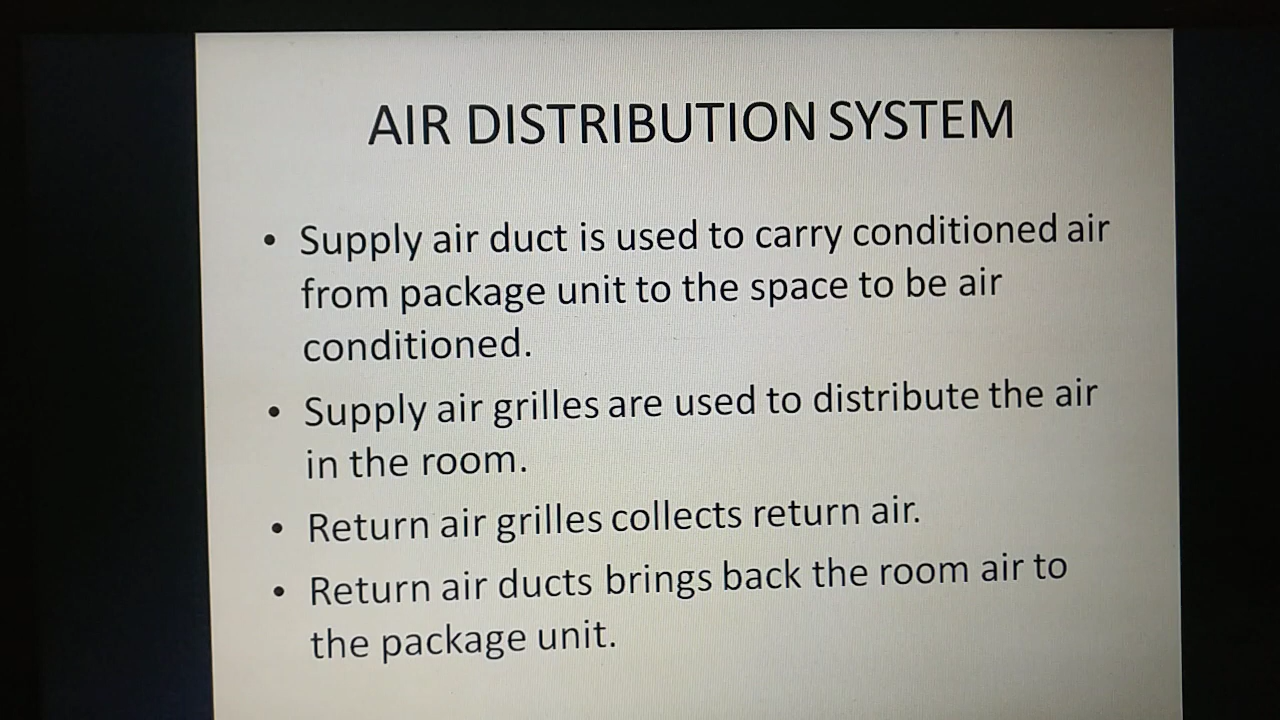 AIR DISTRIBUTION SYSTEM
• Supply air duct is used to carry conditioned air
from package unit to the space to be air
conditioned.
• Supply air grilles are used to distribute the air
in the room.
• Return air grilles collects return air.
• Return air ducts brings back the room air to
the package unit.